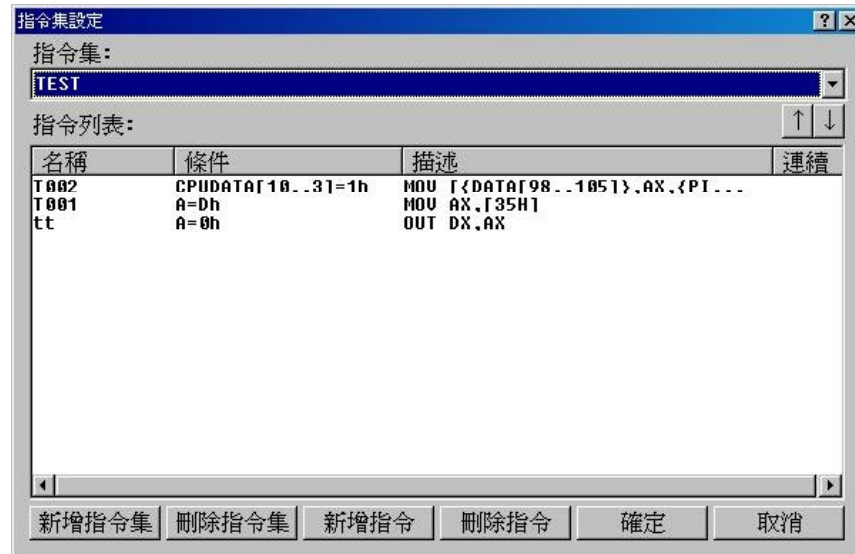 指令集設定
指令集:
TEST
指令列表:
↑ ↓
名稱 條件 描述 連續
T002 CPUDATA[10..3]=1h MOV [{DATA[98..105]},AX,{PI...
T001 A=Dh MOV AX,[35H]
tt A=0h OUT DX,AX
新增指令集 刪除指令集 新增指令 刪除指令 確定 取消